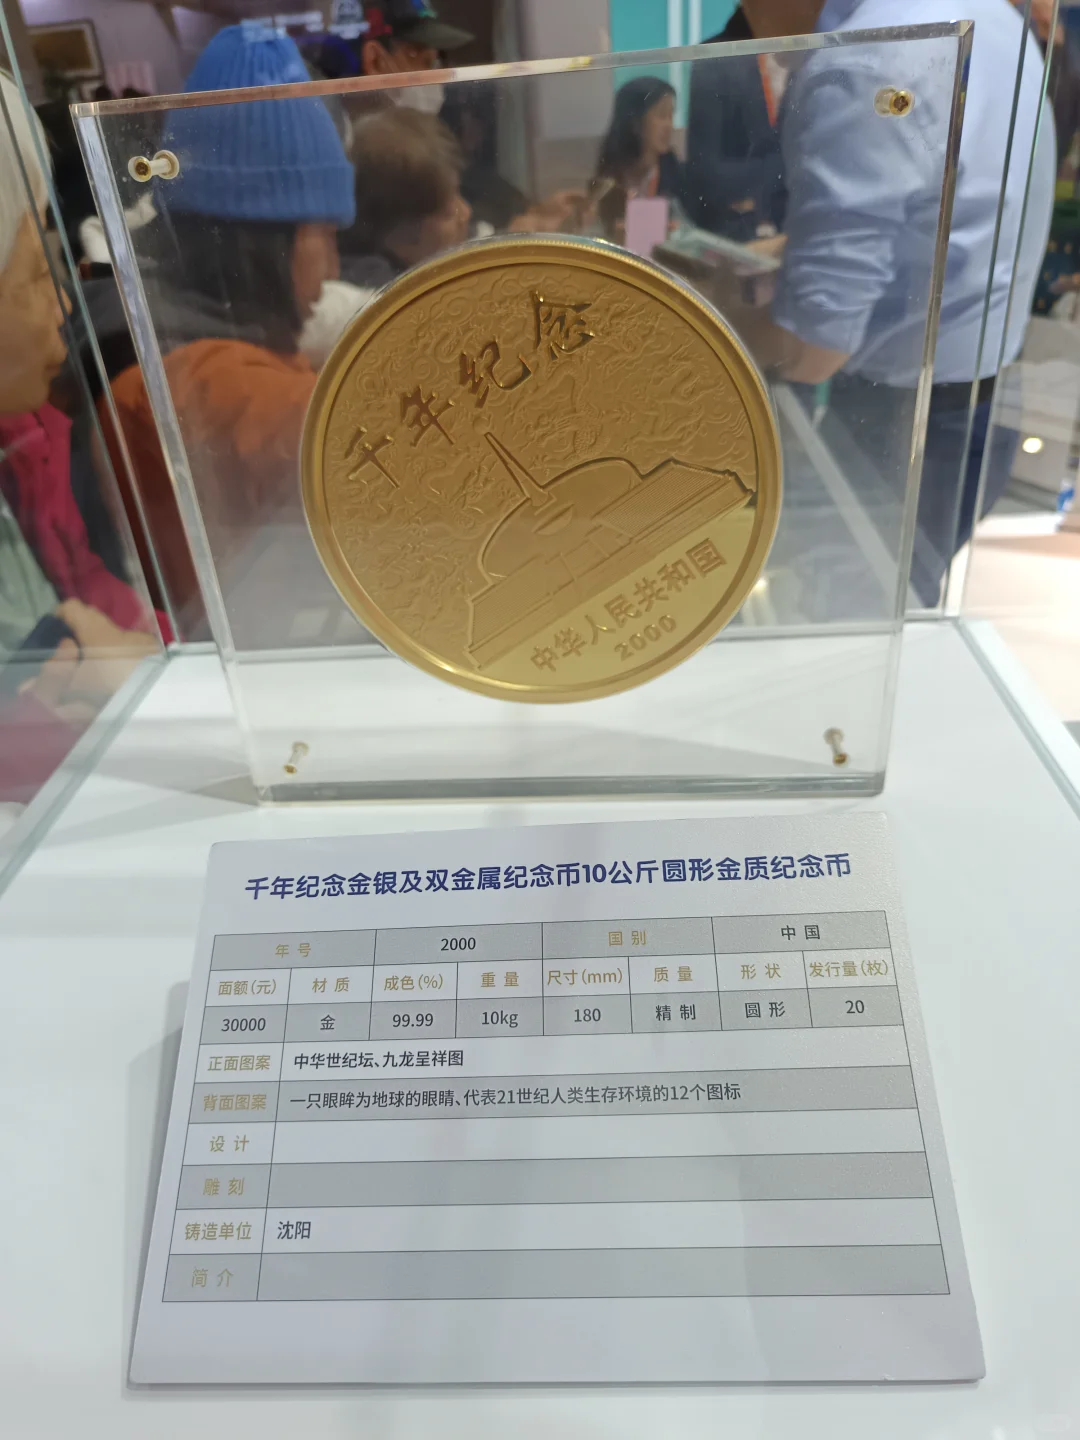 千年纪念
中华人民共和国
2000
千年纪念金银及双金属纪念币10公斤圆形金质纪念币
年号 2000 国别 中国
面额(元) 材质 成色(%) 重量 尺寸(mm) 质量 形状 发行量(枚)
30000 金 99.99 10kg 180 精制 圆形 20
正面图案 中华世纪坛、九龙呈祥图
背面图案 一只眼眸为地球的眼睛、代表21世纪人类生存环境的12个图标
设计
雕刻
铸造单位 沈阳
简介